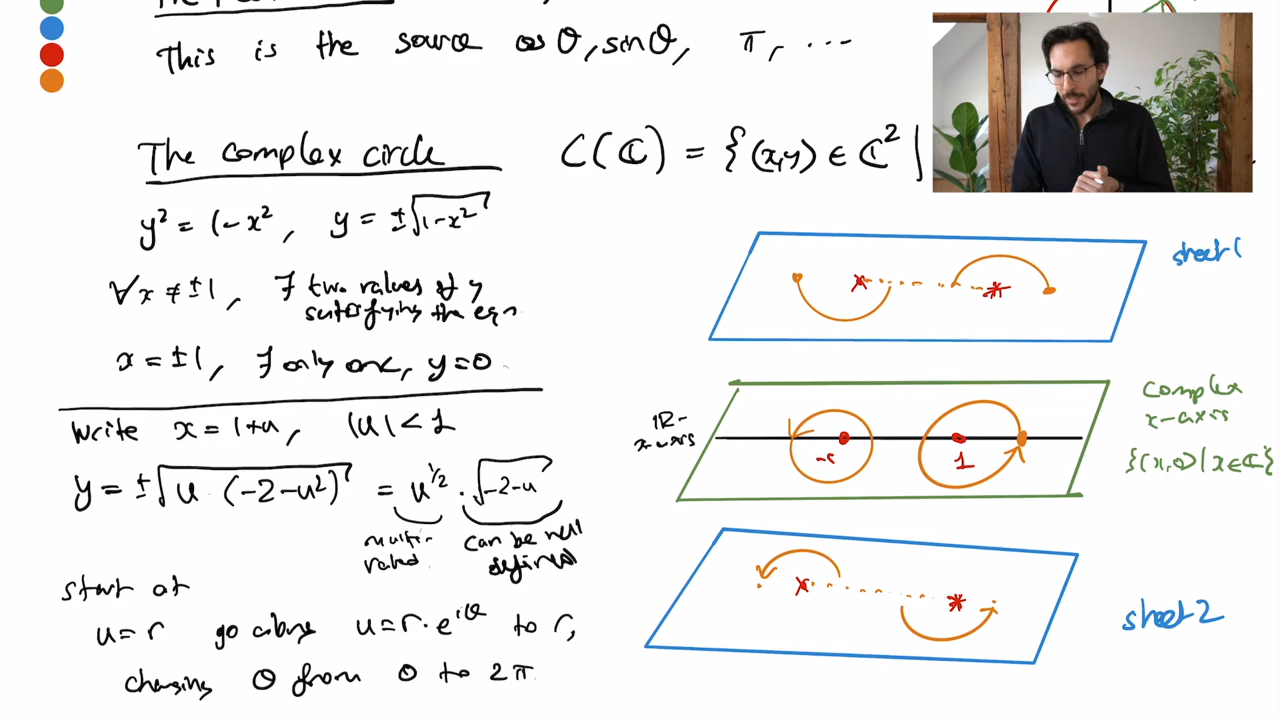 This is the source cos θ, sin θ, π, ...
The complex circle
C(ℂ) = {(x,y) ∈ ℂ² |
y² = 1-x², y = ±√(1-x²)
∀x ≠ ±1, ∃ two values of y
satisfying the eqn.
x = ±1, ∃ only one, y=0.
Write x = 1+u, |u| < 1
y = ±√(u·(-2-u²)) = u^{1/2} · √(-2-u)
multi-
valued
can be well
defined
start at
u=r go along u=r·e^{iθ} to r,
changing θ from 0 to 2π
sheet 1
ℝ-
x-axis
-1
1
complex
x-axis
{(x,0) | x∈ℂ}
sheet 2